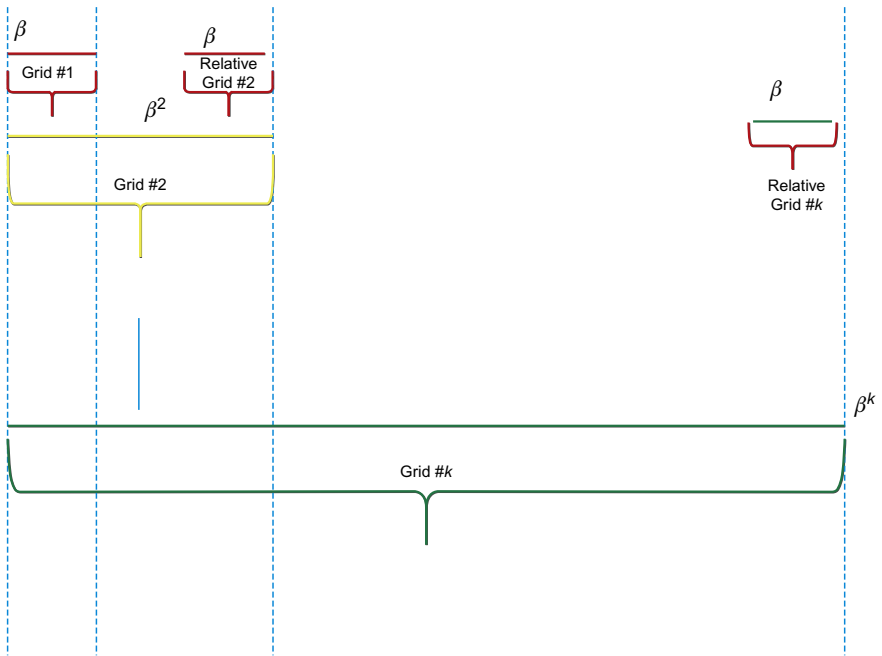 β
β
Grid #1
Relative
Grid #2
β
β²
Relative
Grid #k
Grid #2
βᵏ
Grid #k